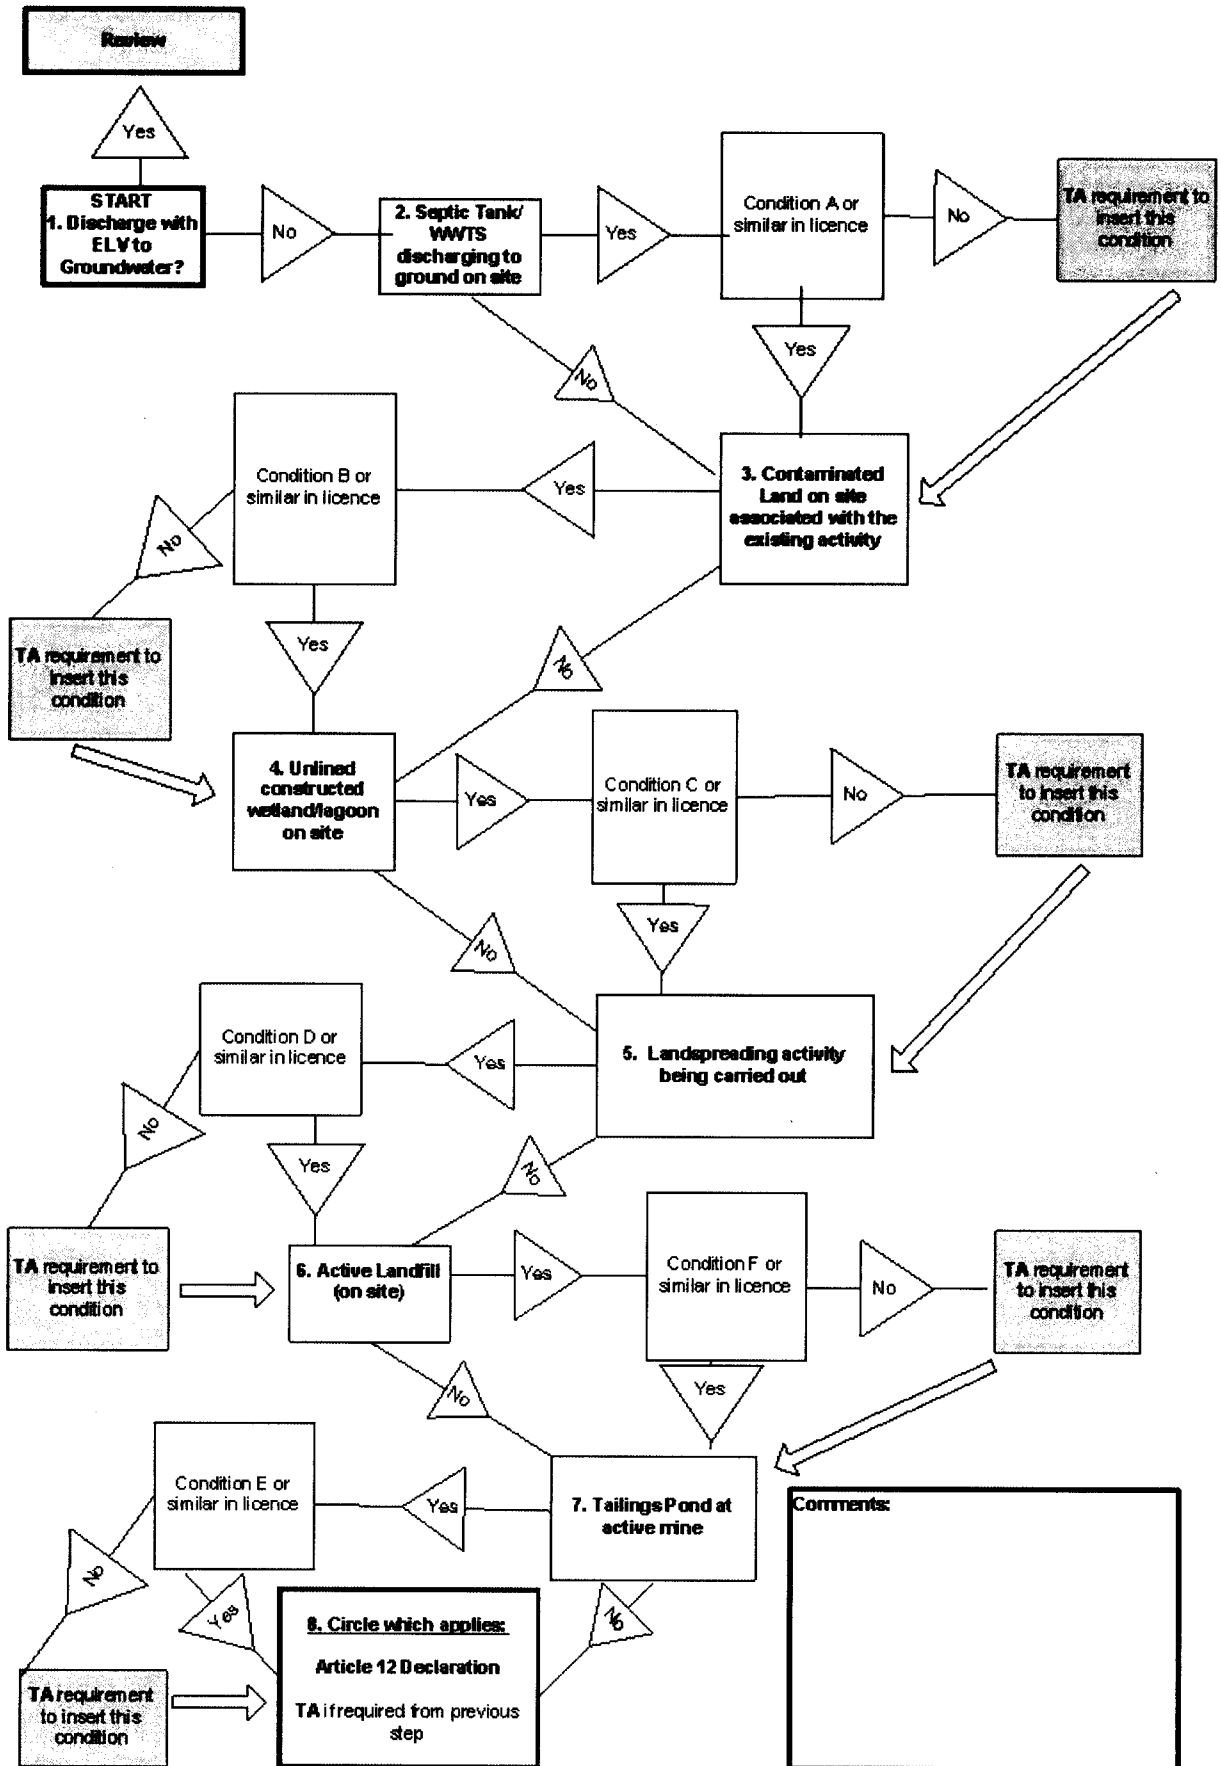 Review
Yes
START
1. Discharge with
ELV to
Groundwater?
No
2. Septic Tank/
WWTS
discharging to
ground on site
Yes
Condition A or
similar in licence
No
TA requirement to
insert this
condition
Yes
No
3. Contaminated
Land on site
associated with the
existing activity
Yes
Condition B or
similar in licence
No
TA requirement to
insert this
condition
Yes
No
4. Unlined
constructed
wetland/lagoon
on site
Yes
Condition C or
similar in licence
No
TA requirement
to insert this
condition
Yes
No
5. Landspreading activity
being carried out
Yes
Condition D or
similar in licence
No
TA requirement to
insert this
condition
Yes
No
6. Active Landfill
(on site)
Yes
Condition F or
similar in licence
No
TA requirement
to insert this
condition
Yes
No
7. Tailings Pond at
active mine
Yes
Condition E or
similar in licence
No
TA requirement
to insert this
condition
Yes
No
8. Circle which applies:
Article 12 Declaration
TA if required from previous
step
Comments: